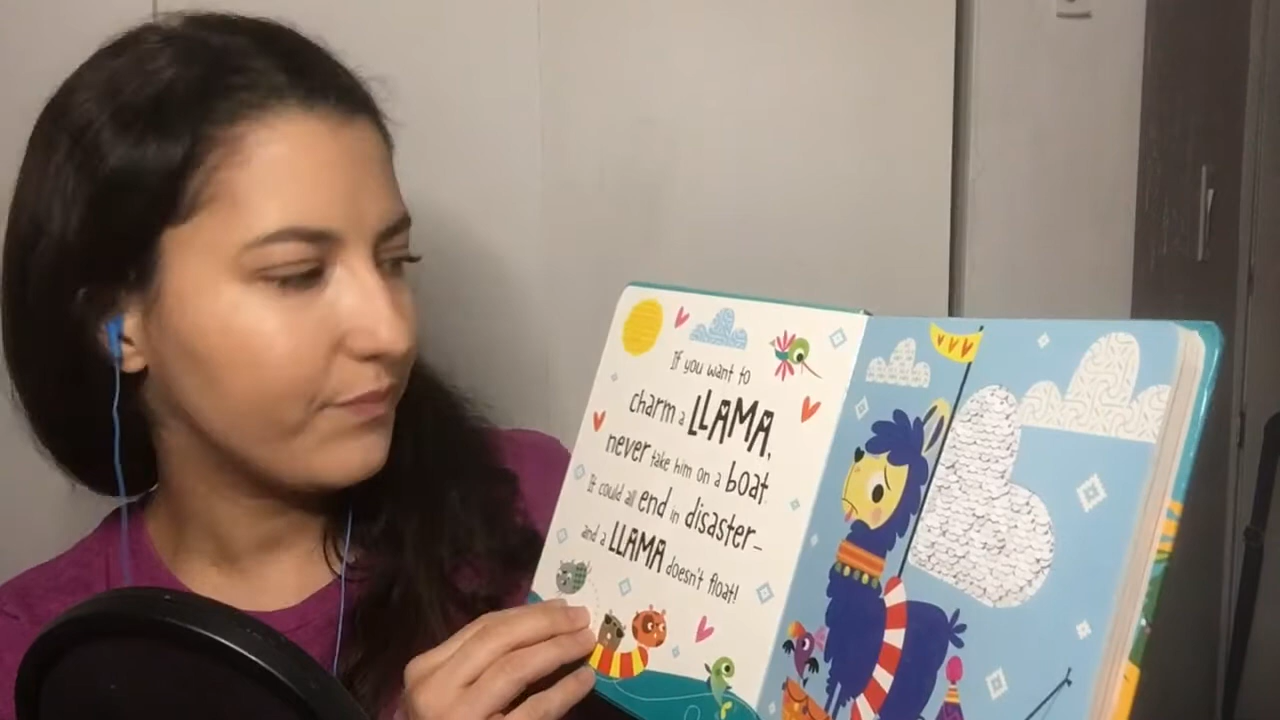 If you want to
charm a LLAMA,
never take him on a boat.
It could all end in disaster–
and a LLAMA doesn't float!